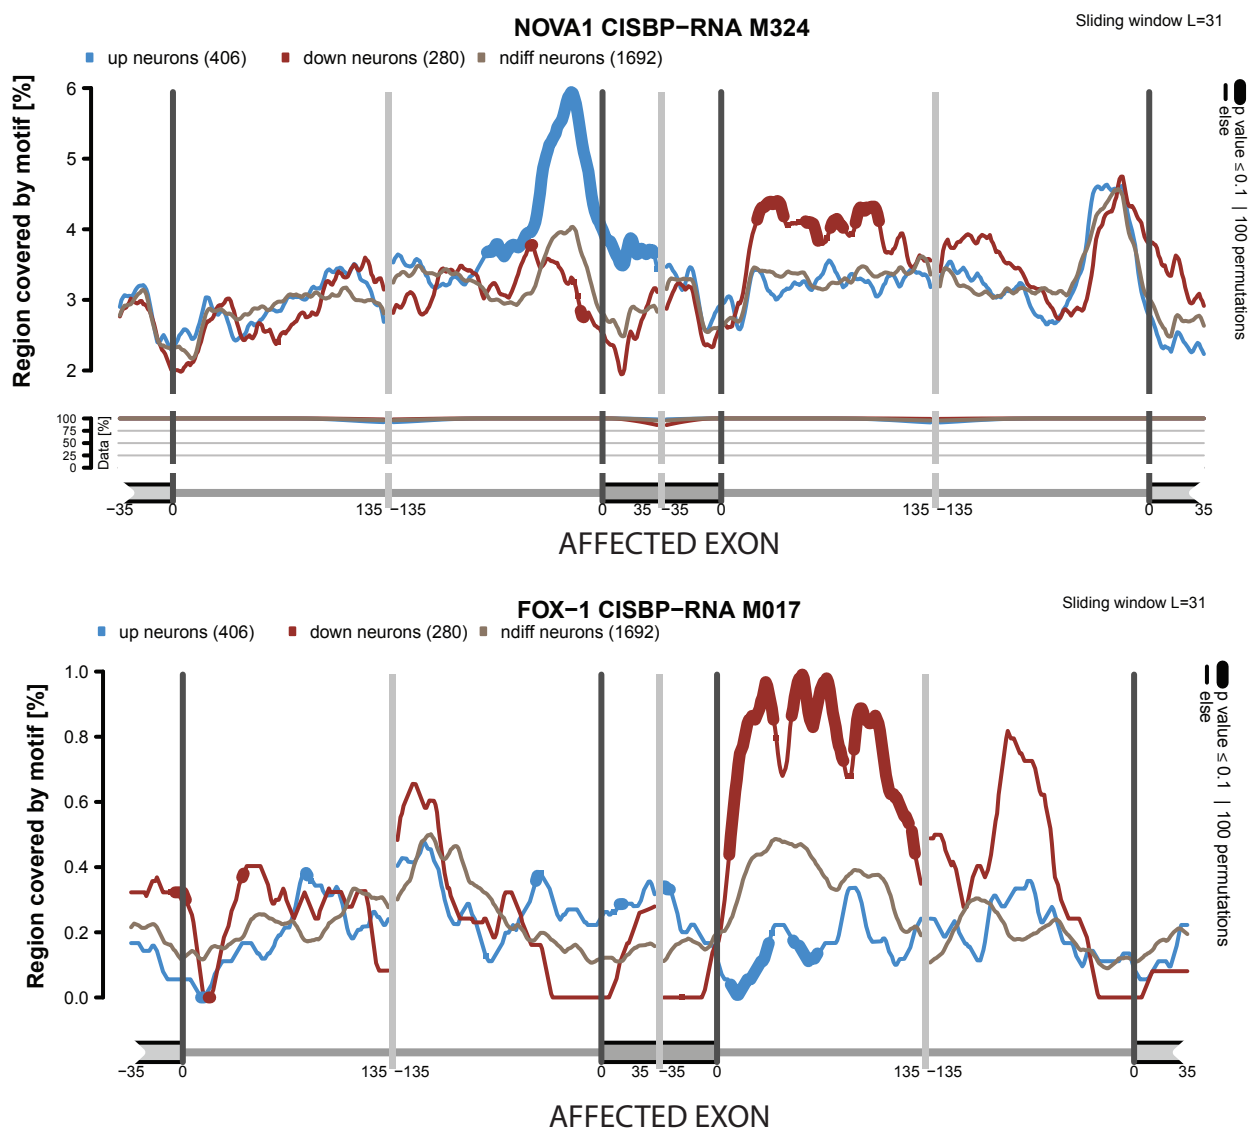 NOVA1 CISBP−RNA M324
Sliding window L=31
up neurons (406) down neurons (280) ndiff neurons (1692)
Region covered by motif [%]
6
5
4
3
2
p value ≤ 0.1 | 100 permutations
else
Data [%]
100
75
50
25
0
−35 0 135 −135 0 35 −35 0 135 −135 0 35
AFFECTED EXON
FOX−1 CISBP−RNA M017
Sliding window L=31
up neurons (406) down neurons (280) ndiff neurons (1692)
Region covered by motif [%]
1.0
0.8
0.6
0.4
0.2
0.0
p value ≤ 0.1 | 100 permutations
else
−35 0 135 −135 0 35 −35 0 135 −135 0 35
AFFECTED EXON